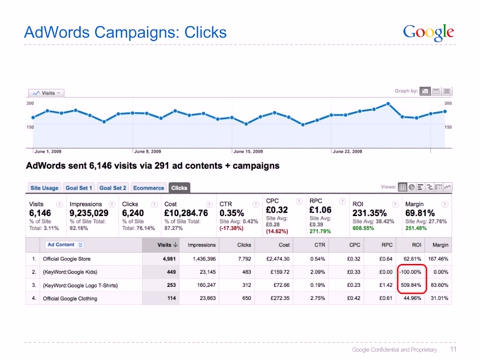 AdWords Campaigns: Clicks
Google
Visits
Graph by:
300 300
150 150
June 1, 2009 June 8, 2009 June 15, 2009 June 22, 2009
AdWords sent 6,146 visits via 291 ad contents + campaigns
Site Usage Goal Set 1 Goal Set 2 Ecommerce Clicks Views:
Visits Impressions Clicks Cost CTR CPC RPC ROI Margin
6,146 9,235,029 6,240 £10,284.76 0.35% £0.32 £1.06 231.35% 69.81%
% of Site Total: 3.11% % of Site Total: 92.16% % of Site Total: 76.14% % of Site Total: 87.27% Site Avg: 0.42% (-17.38%) Site Avg: £0.28 (14.62%) Site Avg: £0.39 271.79% Site Avg: 38.42% 608.55% Site Avg: 27.76% 251.48%
Ad Content Visits Impressions Clicks Cost CTR CPC RPC ROI Margin
1. Official Google Store 4,981 1,436,396 7,792 £2,474.30 0.54% £0.32 £0.64 62.61% 167.46%
2. {KeyWord:Google Kids} 449 23,145 483 £159.72 2.09% £0.33 £0.00 -100.00% 0.00%
3. {KeyWord:Google Logo T-Shirts} 253 160,247 312 £72.66 0.19% £0.23 £1.42 509.84% 83.60%
4. Official Google Clothing 114 23,663 650 £272.35 2.75% £0.42 £0.61 44.96% 31.01%
Google Confidential and Proprietary 11